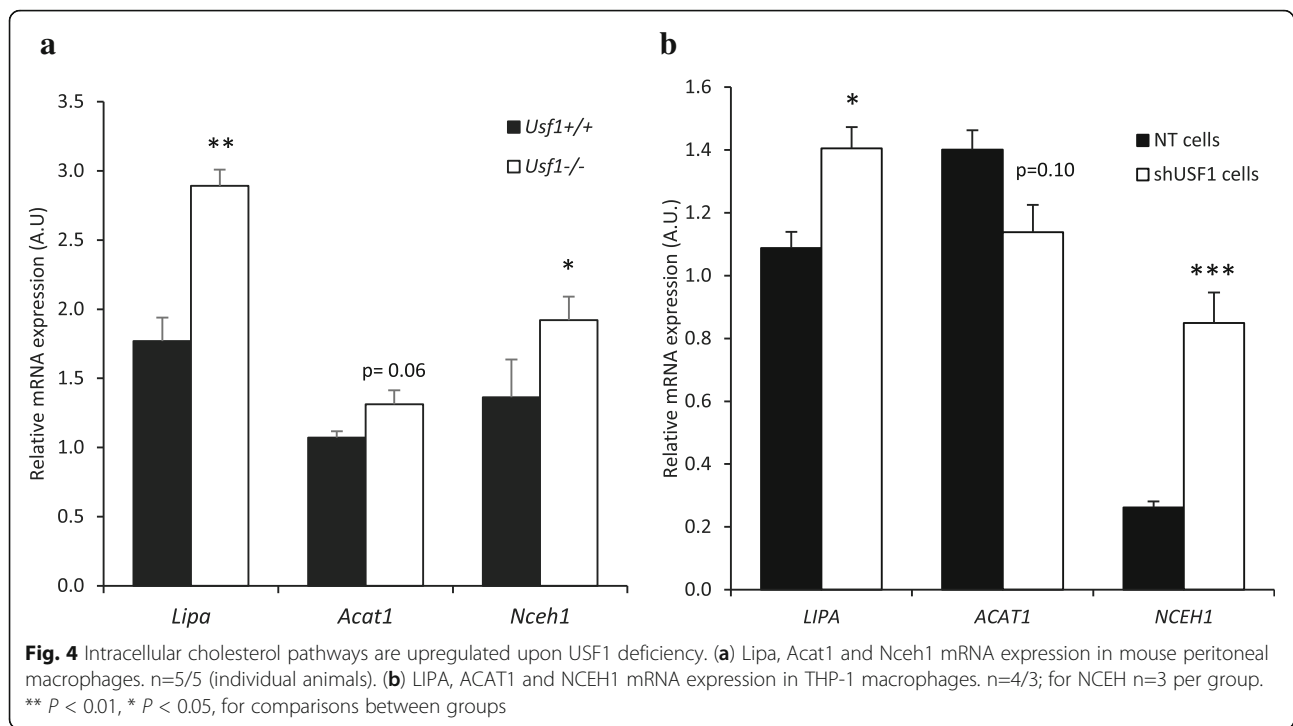 a
3.5
3.0
2.5
2.0
1.5
1.0
0.5
0.0
Relative mRNA expression (A.U)
Usf1+/+
Usf1-/-
**
p= 0.06
*
Lipa Acat1 Nceh1
b
1.6
1.4
1.2
1.0
0.8
0.6
0.4
0.2
0.0
Relative mRNA expression (A.U.)
NT cells
shUSF1 cells
*
p=0.10
***
LIPA ACAT1 NCEH1
Fig. 4 Intracellular cholesterol pathways are upregulated upon USF1 deficiency. (a) Lipa, Acat1 and Nceh1 mRNA expression in mouse peritoneal
macrophages. n=5/5 (individual animals). (b) LIPA, ACAT1 and NCEH1 mRNA expression in THP-1 macrophages. n=4/3; for NCEH n=3 per group.
** P < 0.01, * P < 0.05, for comparisons between groups